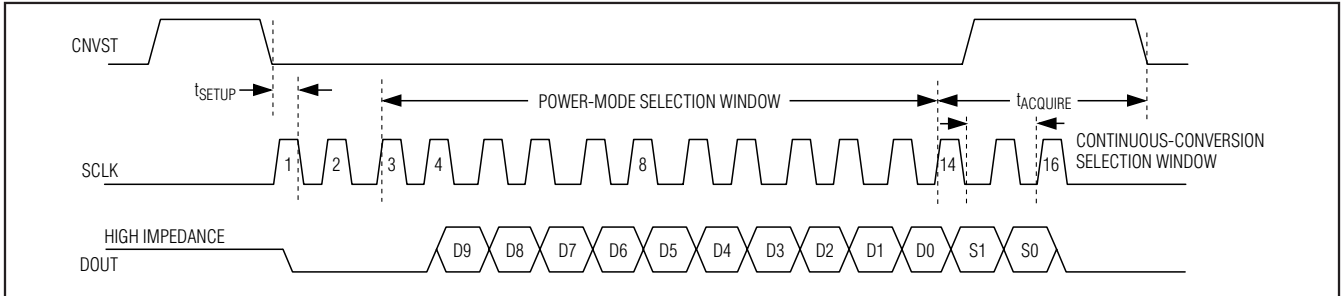 CNVST
tSETUP
POWER-MODE SELECTION WINDOW
tACQUIRE
CONTINUOUS-CONVERSION
SELECTION WINDOW
SCLK
1 2 3 4 8 14 16
HIGH IMPEDANCE
DOUT
D9 D8 D7 D6 D5 D4 D3 D2 D1 D0 S1 S0